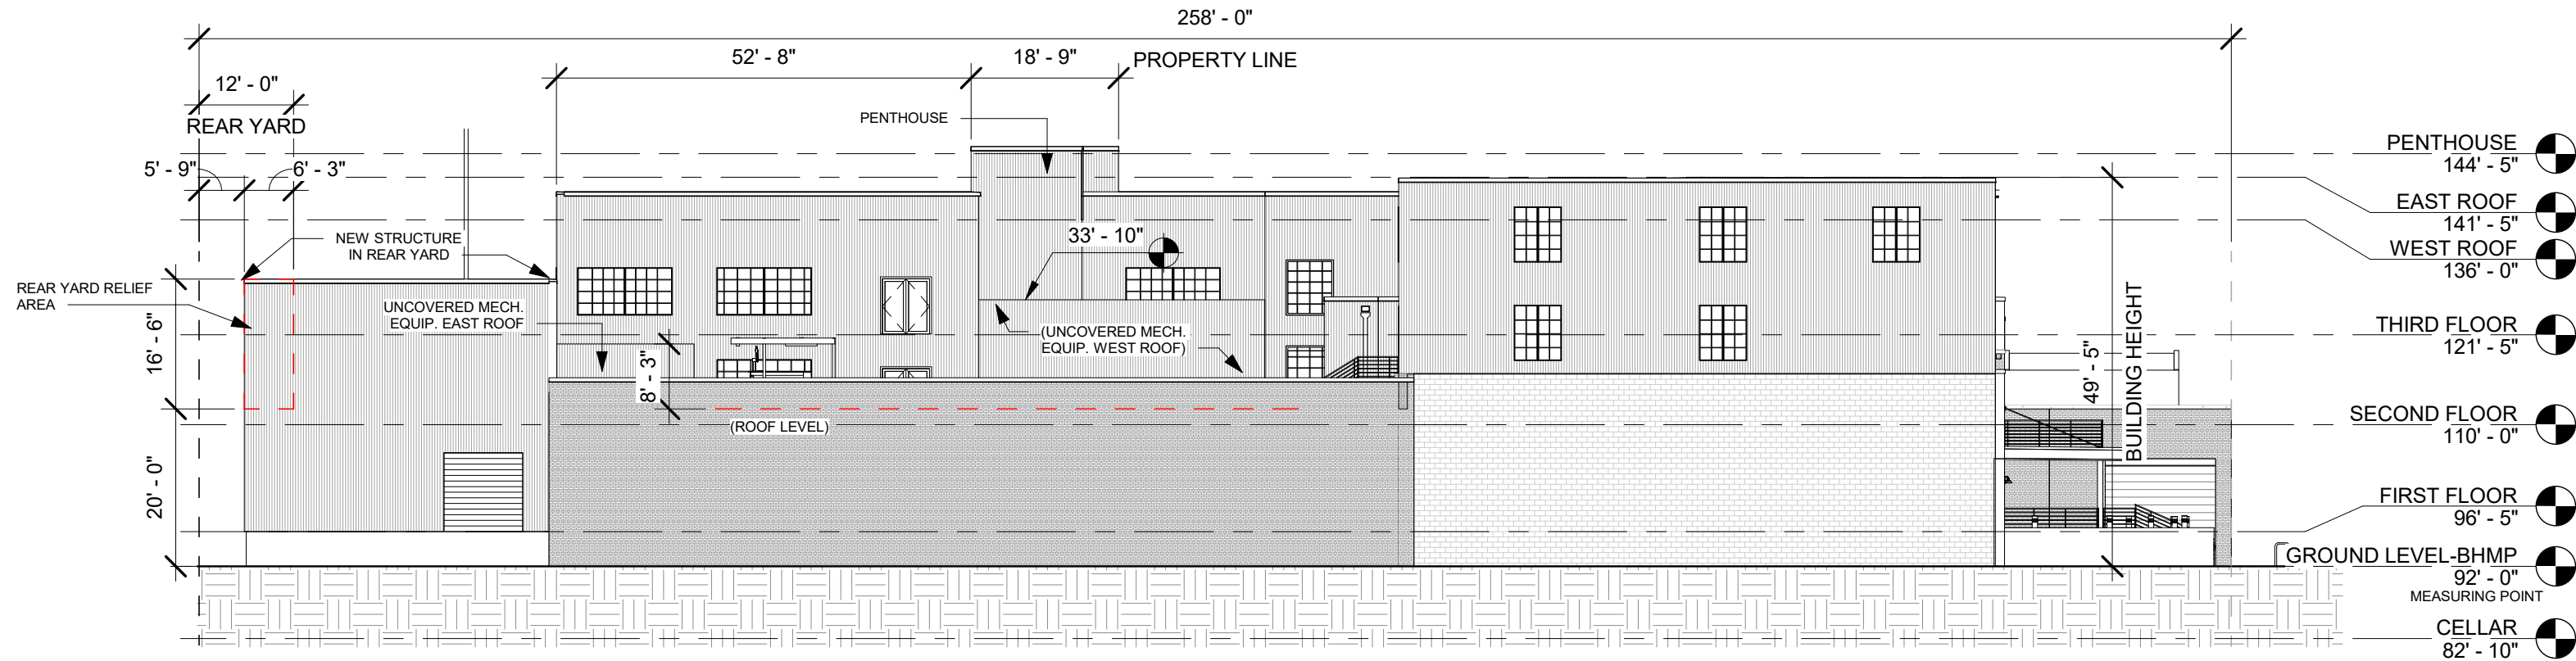 258' - 0"
52' - 8"
18' - 9"
PROPERTY LINE
12' - 0"
REAR YARD
PENTHOUSE
5' - 9"
6' - 3"
NEW STRUCTURE
IN REAR YARD
33' - 10"
REAR YARD RELIEF
AREA
UNCOVERED MECH.
EQUIP. EAST ROOF
(UNCOVERED MECH.
EQUIP. WEST ROOF)
16' - 6"
8' - 3"
(ROOF LEVEL)
20' - 0"
49' - 5"
BUILDING HEIGHT
PENTHOUSE
144' - 5"
EAST ROOF
141' - 5"
WEST ROOF
136' - 0"
THIRD FLOOR
121' - 5"
SECOND FLOOR
110' - 0"
FIRST FLOOR
96' - 5"
GROUND LEVEL-BHMP
92' - 0"
MEASURING POINT
CELLAR
82' - 10"